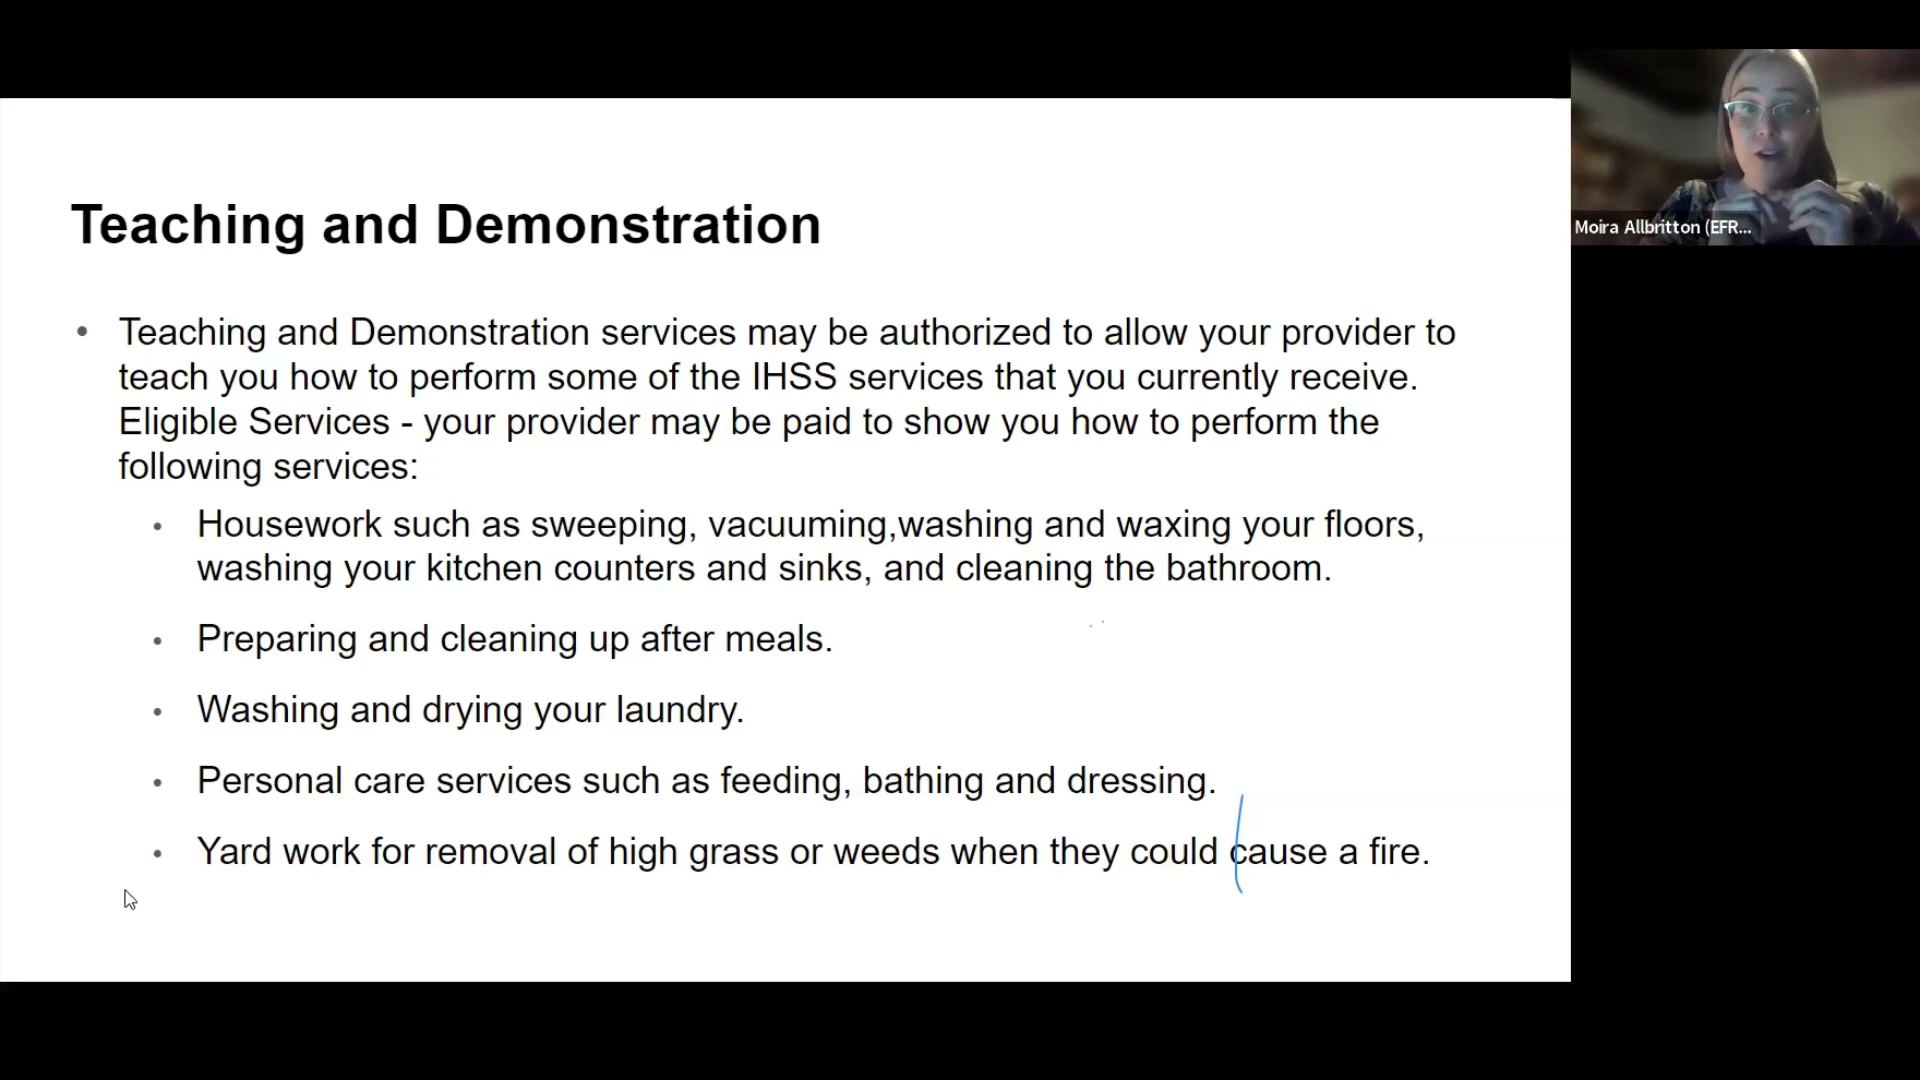 Teaching and Demonstration
Moira Allbritton (EFR...
• Teaching and Demonstration services may be authorized to allow your provider to
teach you how to perform some of the IHSS services that you currently receive.
Eligible Services - your provider may be paid to show you how to perform the
following services:
• Housework such as sweeping, vacuuming,washing and waxing your floors,
washing your kitchen counters and sinks, and cleaning the bathroom.
• Preparing and cleaning up after meals.
• Washing and drying your laundry.
• Personal care services such as feeding, bathing and dressing.
• Yard work for removal of high grass or weeds when they could cause a fire.